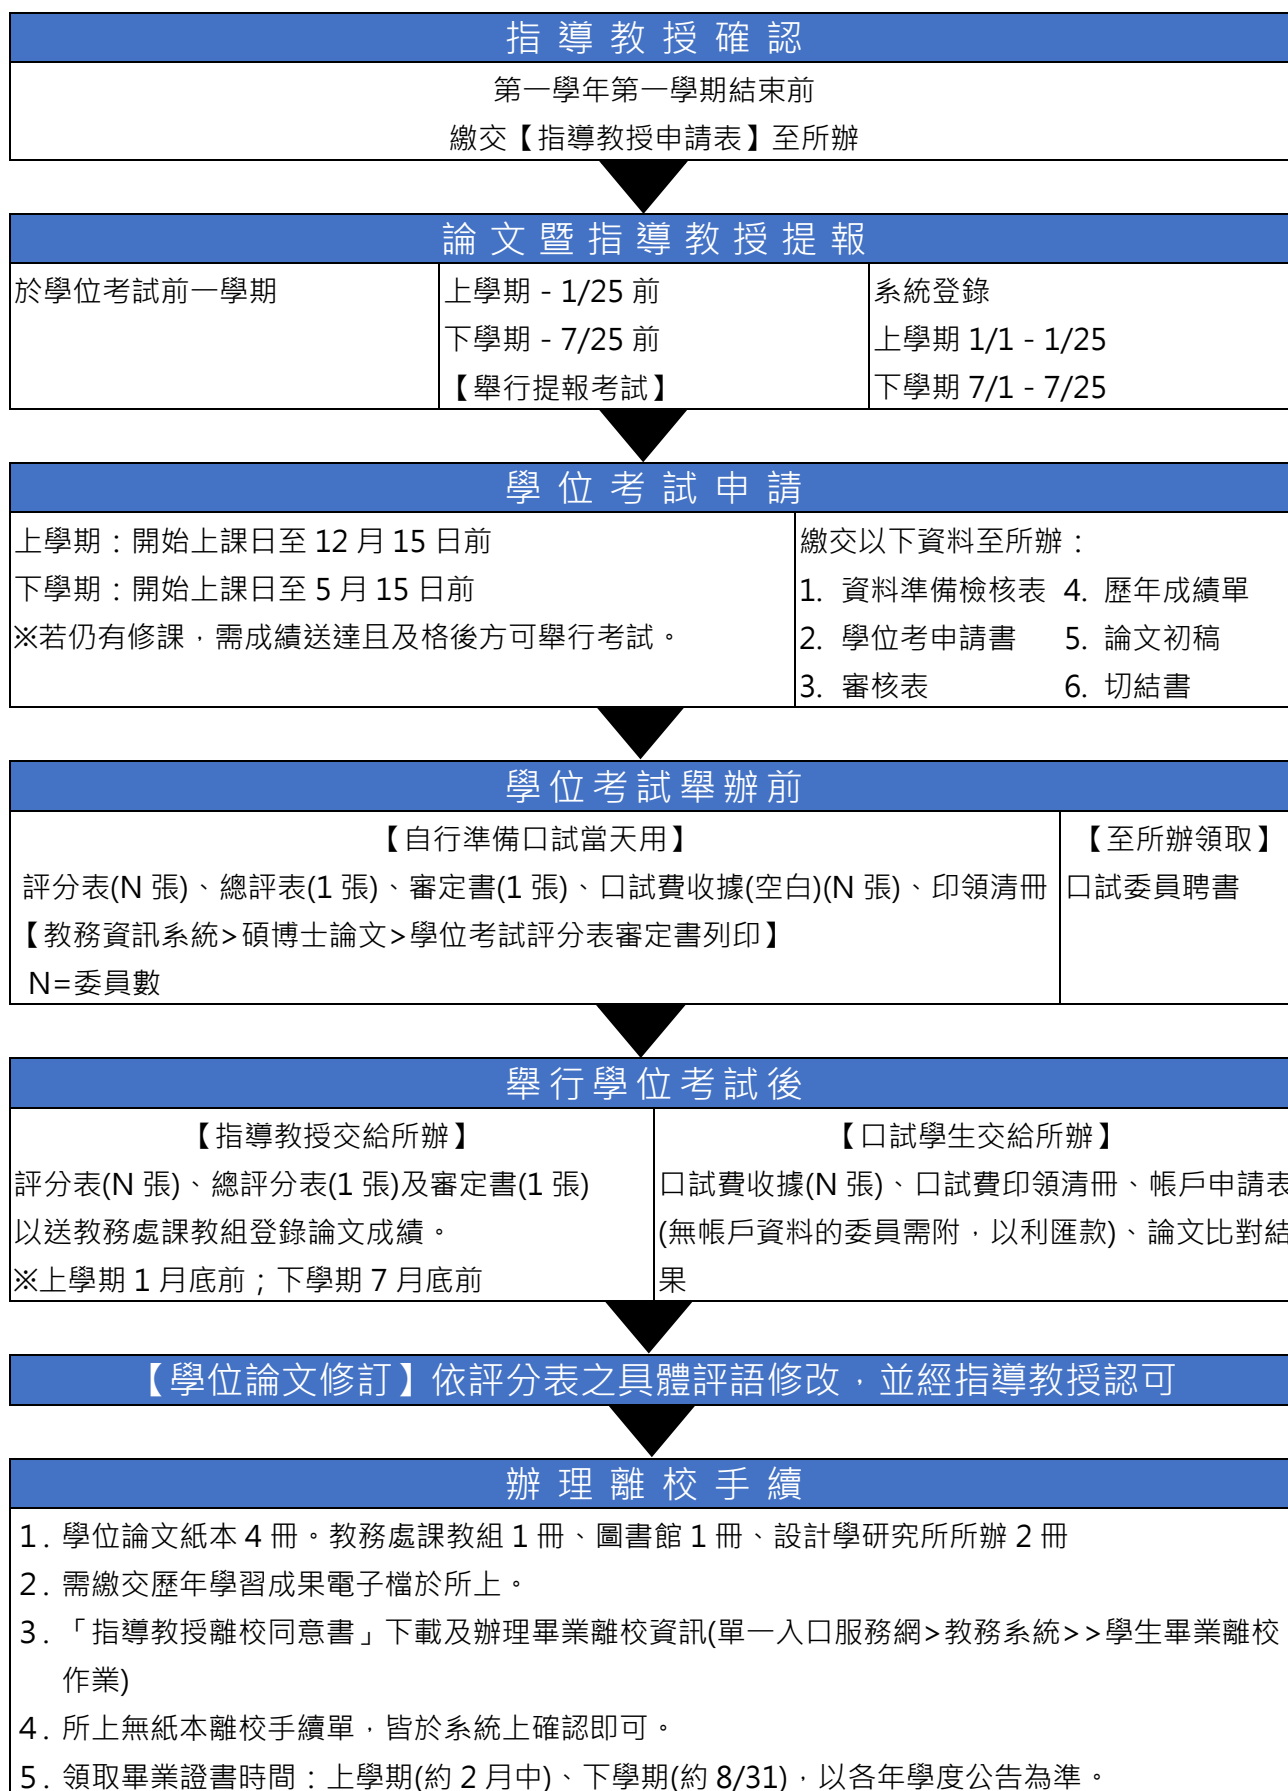 指導教授確認
第一學年第一學期結束前
繳交【指導教授申請表】至所辦
論文暨指導教授提報
於學位考試前一學期
上學期 - 1/25 前
下學期 - 7/25 前
【舉行提報考試】
系統登錄
上學期 1/1 - 1/25
下學期 7/1 - 7/25
學位考試申請
上學期：開始上課日至 12 月 15 日前
下學期：開始上課日至 5 月 15 日前
※若仍有修課，需成績送達且及格後方可舉行考試。
繳交以下資料至所辦：
1. 資料準備檢核表 4. 歷年成績單
2. 學位考申請書 5. 論文初稿
3. 審核表 6. 切結書
學位考試舉辦前
【自行準備口試當天用】
評分表(N 張)、總評表(1 張)、審定書(1 張)、口試費收據(空白)(N 張)、印領清冊
【教務資訊系統>碩博士論文>學位考試評分表審定書列印】
N=委員數
【至所辦領取】
口試委員聘書
舉行學位考試後
【指導教授交給所辦】
評分表(N 張)、總評分表(1 張)及審定書(1 張)
以送教務處課教組登錄論文成績。
※上學期 1 月底前；下學期 7 月底前
【口試學生交給所辦】
口試費收據(N 張)、口試費印領清冊、帳戶申請表
(無帳戶資料的委員需附，以利匯款)、論文比對結
果
【學位論文修訂】依評分表之具體評語修改，並經指導教授認可
辦理離校手續
1. 學位論文紙本 4 冊。教務處課教組 1 冊、圖書館 1 冊、設計學研究所所辦 2 冊
2. 需繳交歷年學習成果電子檔於所上。
3. 「指導教授離校同意書」下載及辦理畢業離校資訊(單一入口服務網>教務系統>>學生畢業離校
作業)
4. 所上無紙本離校手續單，皆於系統上確認即可。
5. 領取畢業證書時間：上學期(約 2 月中)、下學期(約 8/31)，以各年學度公告為準。